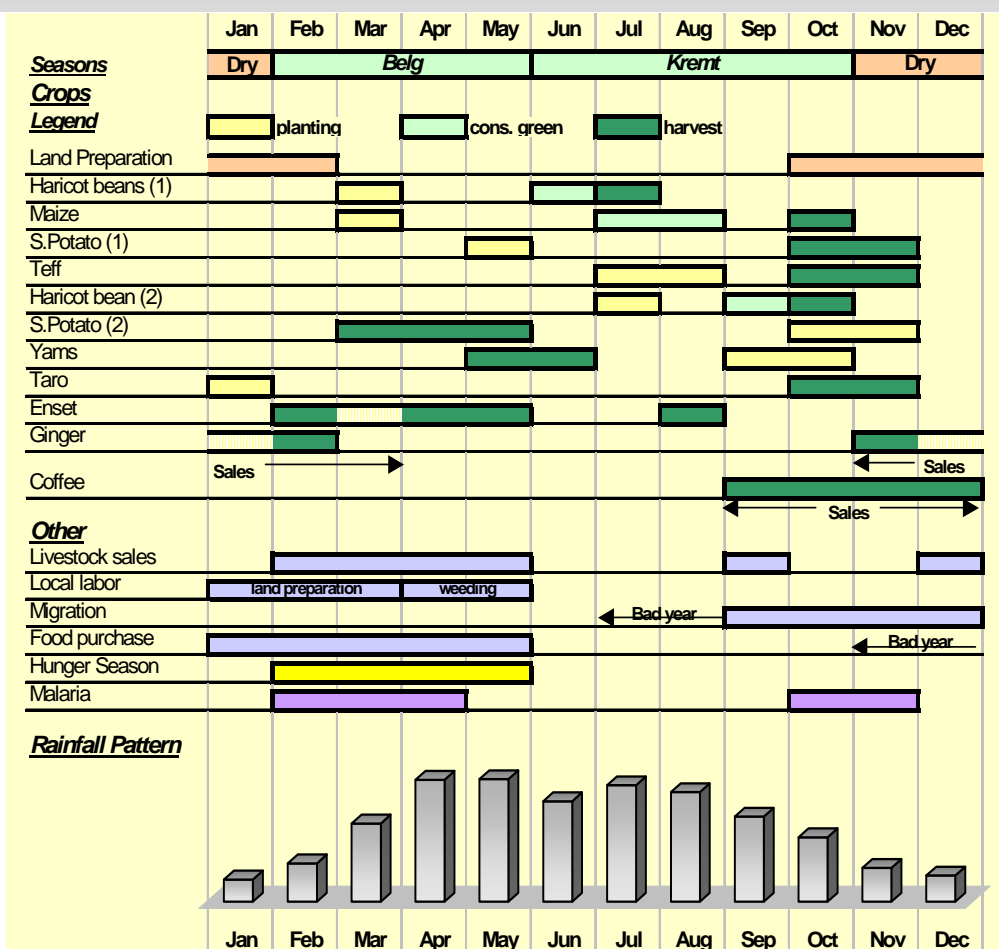 Jan Feb Mar Apr May Jun Jul Aug Sep Oct Nov Dec
Seasons Dry Belg Kremt Dry
Crops
Legend planting cons. green harvest
Land Preparation
Haricot beans (1)
Maize
S.Potato (1)
Teff
Haricot bean (2)
S.Potato (2)
Yams
Taro
Enset
Ginger
Sales Sales
Coffee
Sales
Other
Livestock sales
Local labor land preparation weeding
Migration Bad year
Food purchase Bad year
Hunger Season
Malaria
Rainfall Pattern
Jan Feb Mar Apr May Jun Jul Aug Sep Oct Nov Dec